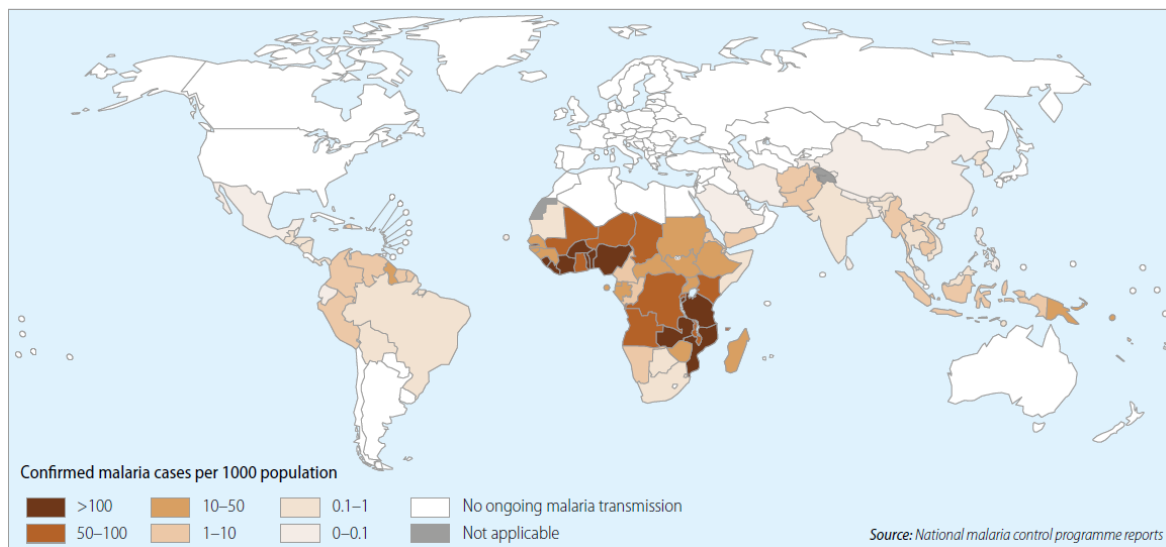 Confirmed malaria cases per 1000 population
>100 10–50 0.1–1 No ongoing malaria transmission
50–100 1–10 0–0.1 Not applicable
Source: National malaria control programme reports